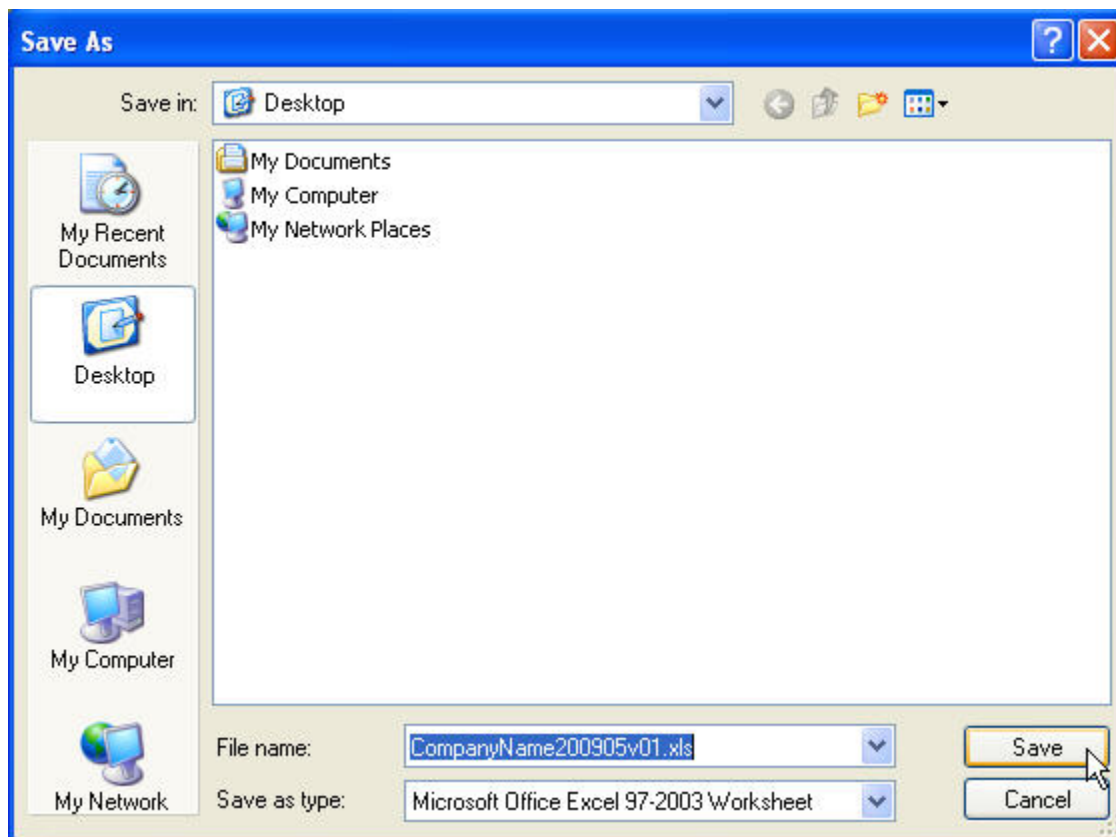 Save As
Save in:
Desktop
My Documents
My Computer
My Network Places
My Recent
Documents
Desktop
My Documents
My Computer
My Network
File name:
CompanyName200905v01.xls
Save
Save as type:
Microsoft Office Excel 97-2003 Worksheet
Cancel